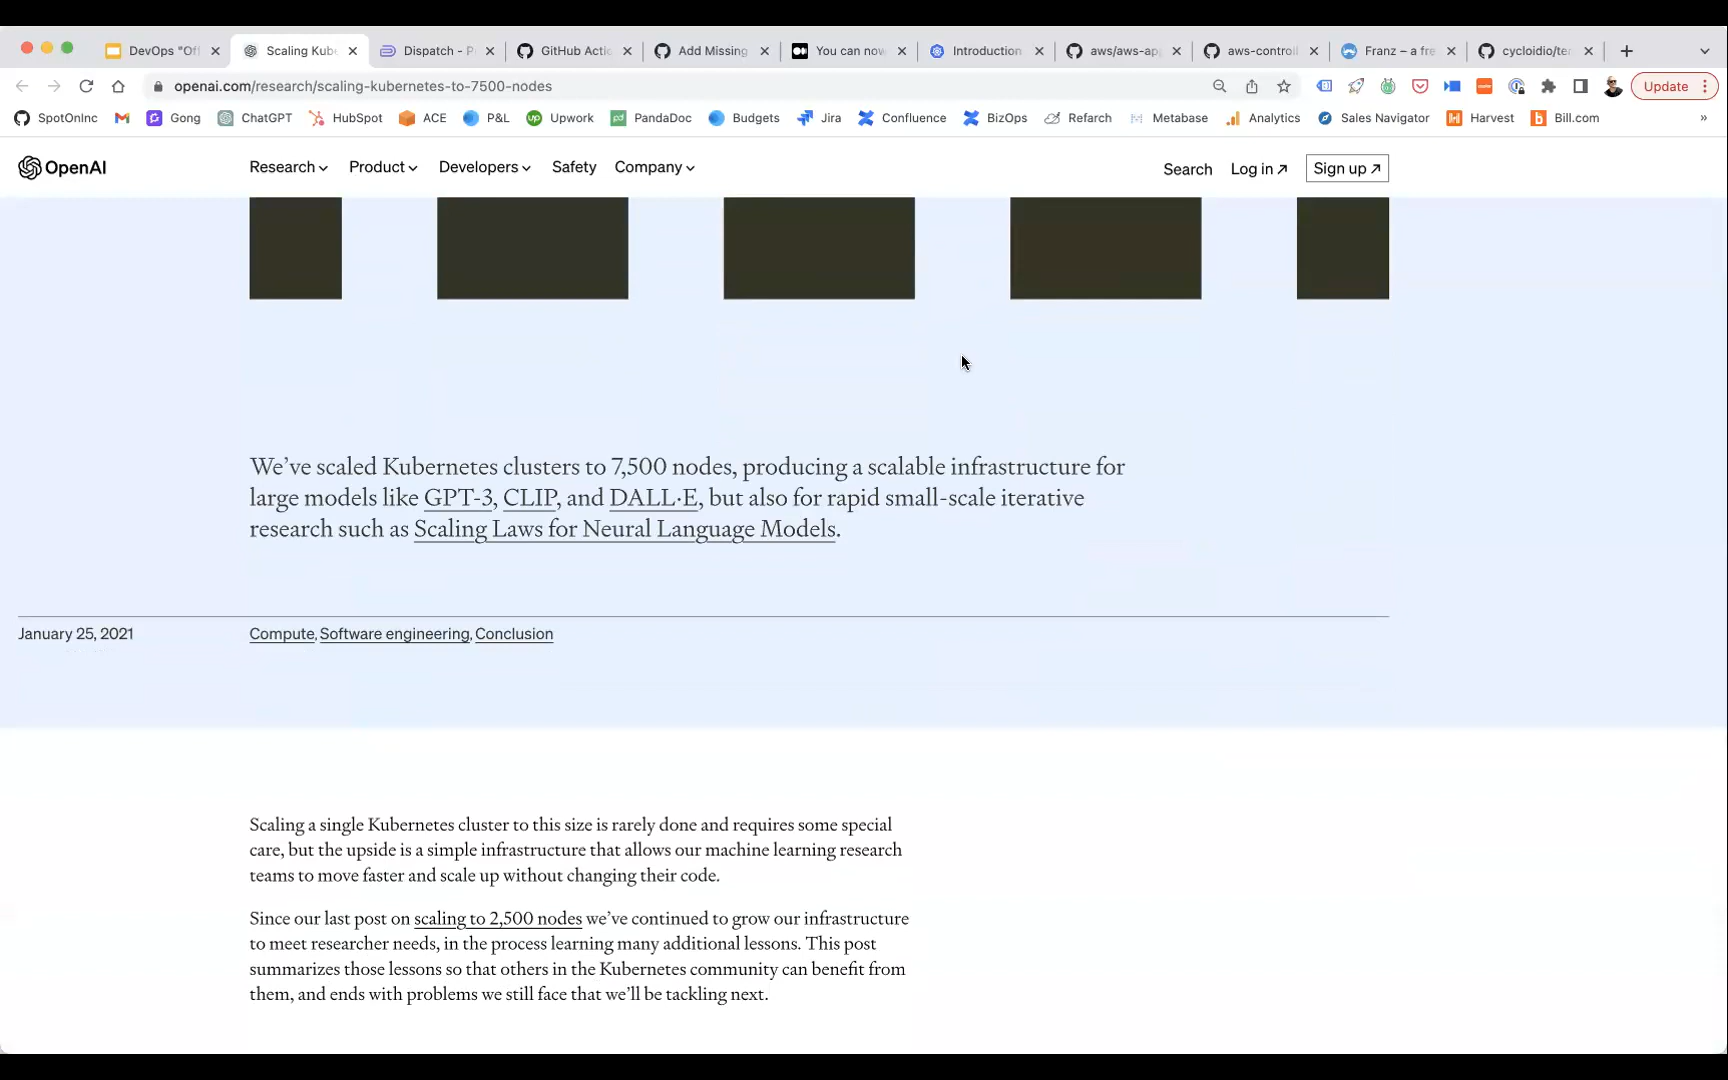 DevOps "Off
Scaling Kube
Dispatch - P
GitHub Actio
Add Missing
You can now
Introduction
aws/aws-ap
aws-control
Franz – a fre
cycloidio/ter
openai.com/research/scaling-kubernetes-to-7500-nodes
Update
SpotOnInc
Gong
ChatGPT
HubSpot
ACE
P&L
Upwork
PandaDoc
Budgets
Jira
Confluence
BizOps
Refarch
Metabase
Analytics
Sales Navigator
Harvest
Bill.com
»
OpenAI
Research
Product
Developers
Safety
Company
Search
Log in ↗
Sign up ↗
We’ve scaled Kubernetes clusters to 7,500 nodes, producing a scalable infrastructure for
large models like GPT-3, CLIP, and DALL·E, but also for rapid small-scale iterative
research such as Scaling Laws for Neural Language Models.
January 25, 2021
Compute, Software engineering, Conclusion
Scaling a single Kubernetes cluster to this size is rarely done and requires some special
care, but the upside is a simple infrastructure that allows our machine learning research
teams to move faster and scale up without changing their code.
Since our last post on scaling to 2,500 nodes we’ve continued to grow our infrastructure
to meet researcher needs, in the process learning many additional lessons. This post
summarizes those lessons so that others in the Kubernetes community can benefit from
them, and ends with problems we still face that we’ll be tackling next.